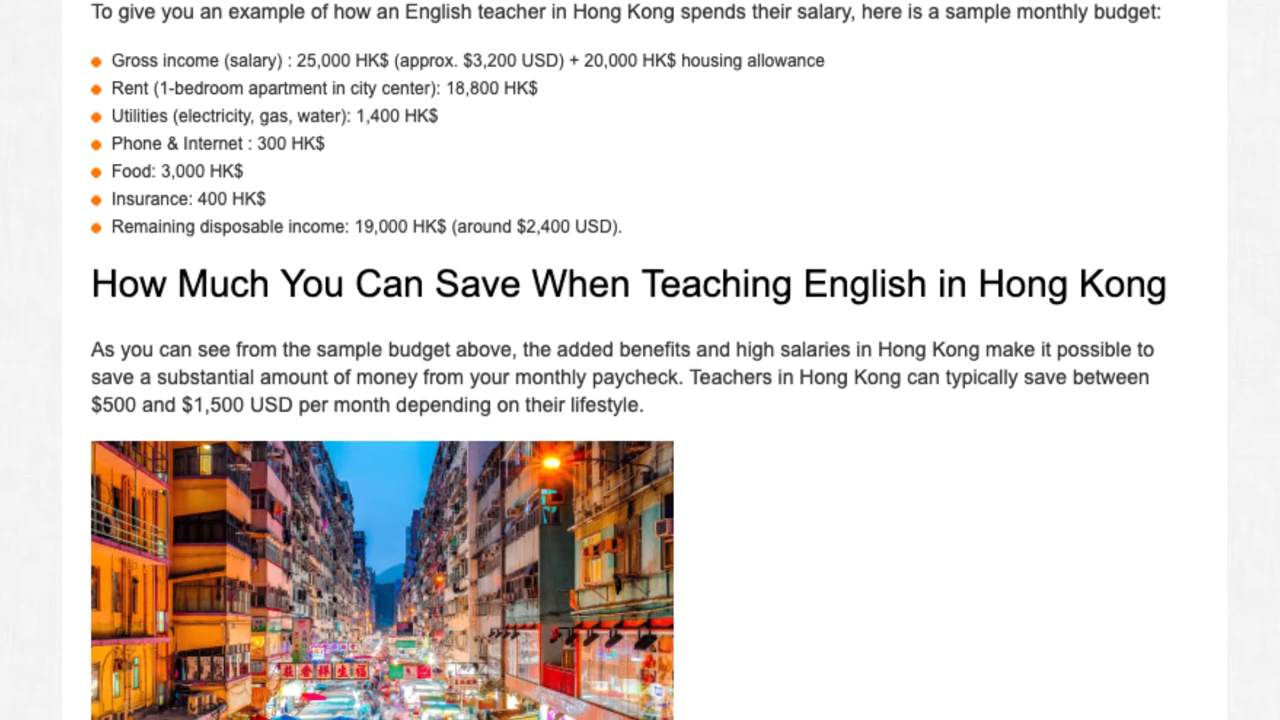 To give you an example of how an English teacher in Hong Kong spends their salary, here is a sample monthly budget:
Gross income (salary) : 25,000 HK$ (approx. $3,200 USD) + 20,000 HK$ housing allowance
Rent (1-bedroom apartment in city center): 18,800 HK$
Utilities (electricity, gas, water): 1,400 HK$
Phone & Internet : 300 HK$
Food: 3,000 HK$
Insurance: 400 HK$
Remaining disposable income: 19,000 HK$ (around $2,400 USD).
How Much You Can Save When Teaching English in Hong Kong
As you can see from the sample budget above, the added benefits and high salaries in Hong Kong make it possible to
save a substantial amount of money from your monthly paycheck. Teachers in Hong Kong can typically save between
$500 and $1,500 USD per month depending on their lifestyle.